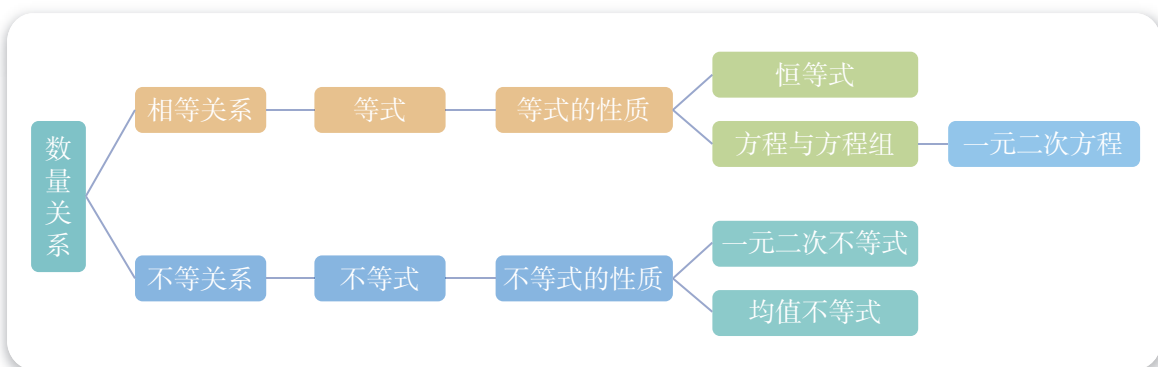 数量关系
相等关系
等式
等式的性质
恒等式
方程与方程组
一元二次方程
不等关系
不等式
不等式的性质
一元二次不等式
均值不等式